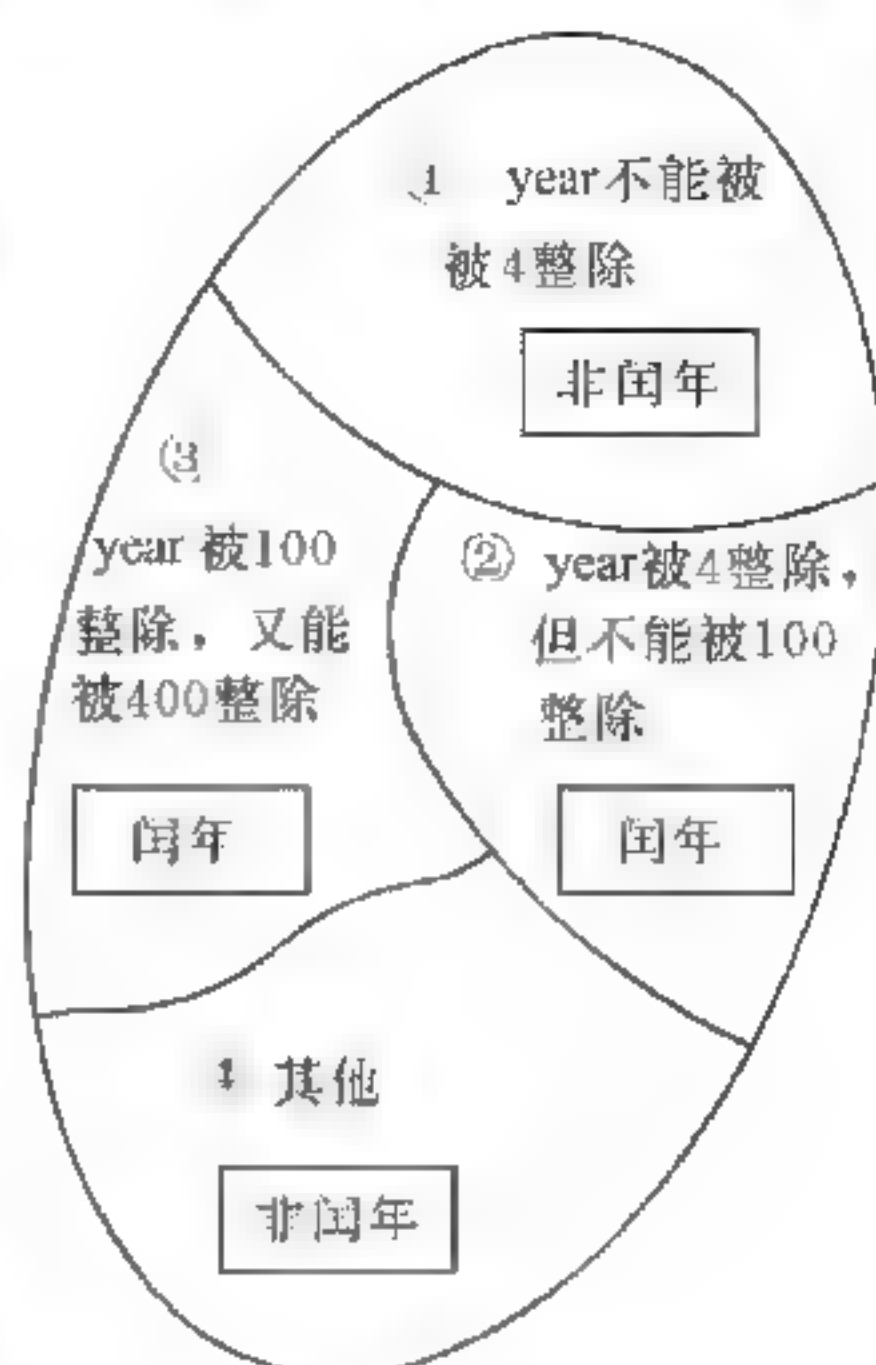 ① year不能被
被4整除
非闰年
② year被4整除,
但不能被100
整除
闰年
③
year 被100
整除,又能
被400整除
闰年
其他
非闰年